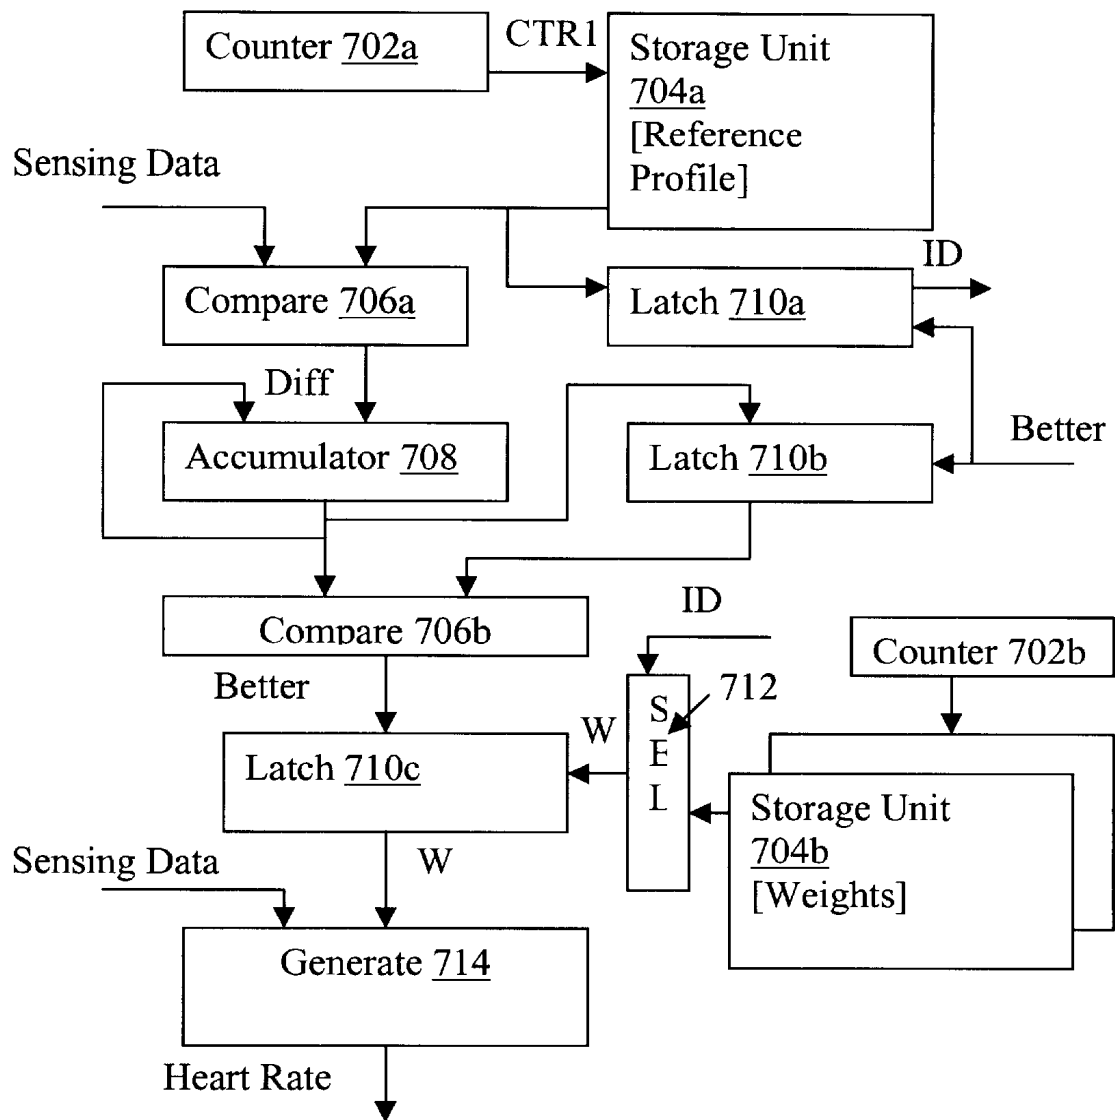 Counter 702a
CTR1
Storage Unit
704a
[Reference
Profile]
Sensing Data
Compare 706a
Latch 710a
ID
Diff
Accumulator 708
Latch 710b
Better
Compare 706b
ID
Counter 702b
Better
712
S
E
L
W
Latch 710c
Storage Unit
704b
[Weights]
Sensing Data
W
Generate 714
Heart Rate